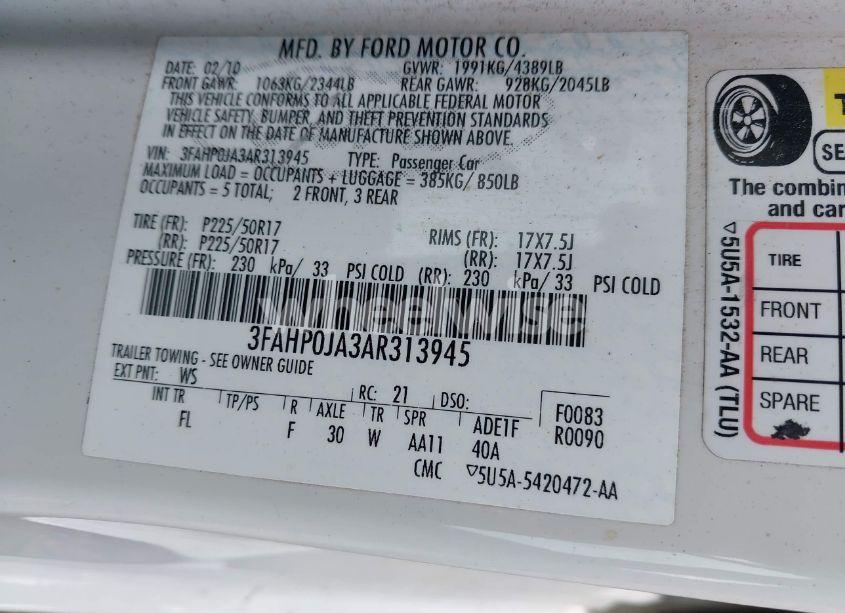 MFD. BY FORD MOTOR CO.
DATE: 02/10 GVWR: 1991KG/4389LB
FRONT GAWR: 1063KG/2344LB REAR GAWR: 928KG/2045LB
THIS VEHICLE CONFORMS TO ALL APPLICABLE FEDERAL MOTOR
VEHICLE SAFETY, BUMPER, AND THEFT PREVENTION STANDARDS
IN EFFECT ON THE DATE OF MANUFACTURE SHOWN ABOVE.
VIN: 3FAHP0JA3AR313945 TYPE: Passenger Car
MAXIMUM LOAD = OCCUPANTS + LUGGAGE = 385KG/ 850LB
OCCUPANTS = 5 TOTAL; 2 FRONT, 3 REAR
TIRE (FR): P225/50R17 RIMS (FR): 17X7.5J
(RR): P225/50R17 (RR): 17X7.5J
PRESSURE (FR): 230 kPa/ 33 PSI COLD (RR): 230 kPa/ 33 PSI COLD
wheelwise
3FAHP0JA3AR313945
TRAILER TOWING - SEE OWNER GUIDE
EXT PNT: WS RC: 21 DSO:
INT TR TP/PS R AXLE TR SPR ADE1F F0083
FL F 30 W AA11 40A R0090
CMC ▽5U5A-5420472-AA
SE
The combin
and car
TIRE
FRONT
REAR
SPARE
▽5U5A-1532-AA (TLU)